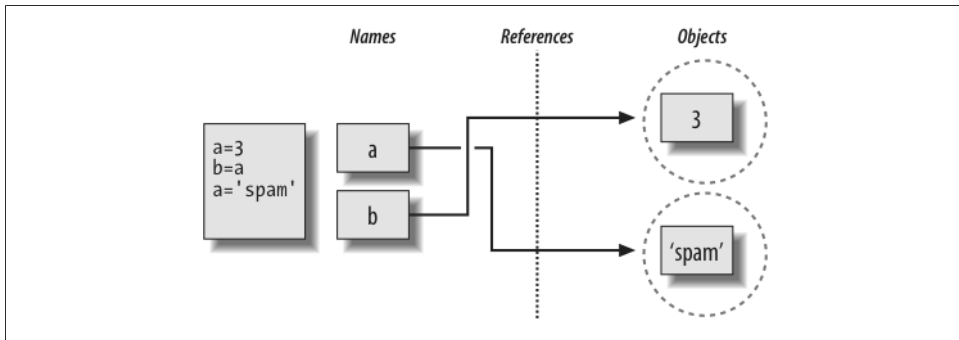 Names References Objects
a=3
b=a
a='spam'
a
b
3
‘spam’